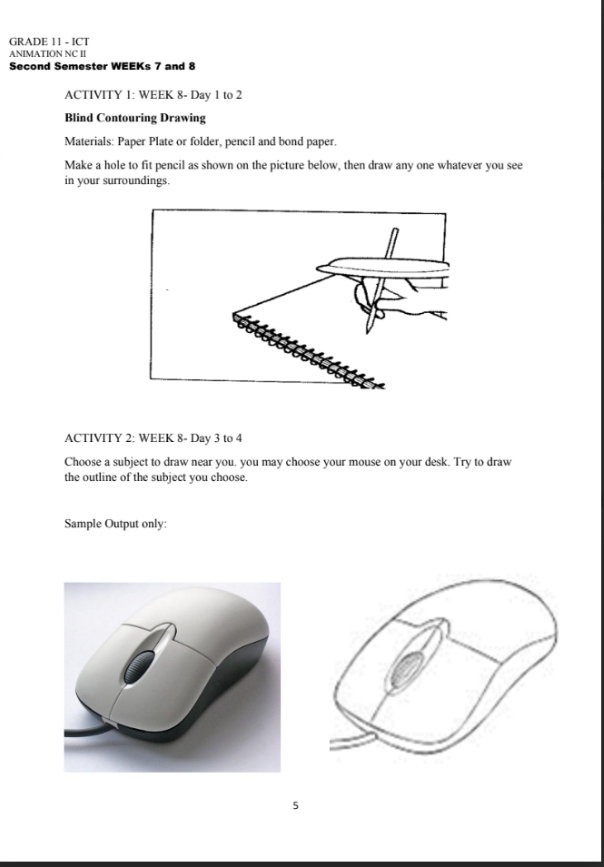 GRADE 11 - ICT
ANIMATION NC II
Second Semester WEEKs 7 and 8
ACTIVITY 1: WEEK 8- Day 1 to 2
Blind Contouring Drawing
Materials: Paper Plate or folder, pencil and bond paper.
Make a hole to fit pencil as shown on the picture below, then draw any one whatever you see
in your surroundings.
ACTIVITY 2: WEEK 8- Day 3 to 4
Choose a subject to draw near you. you may choose your mouse on your desk. Try to draw
the outline of the subject you choose.
Sample Output only:
5